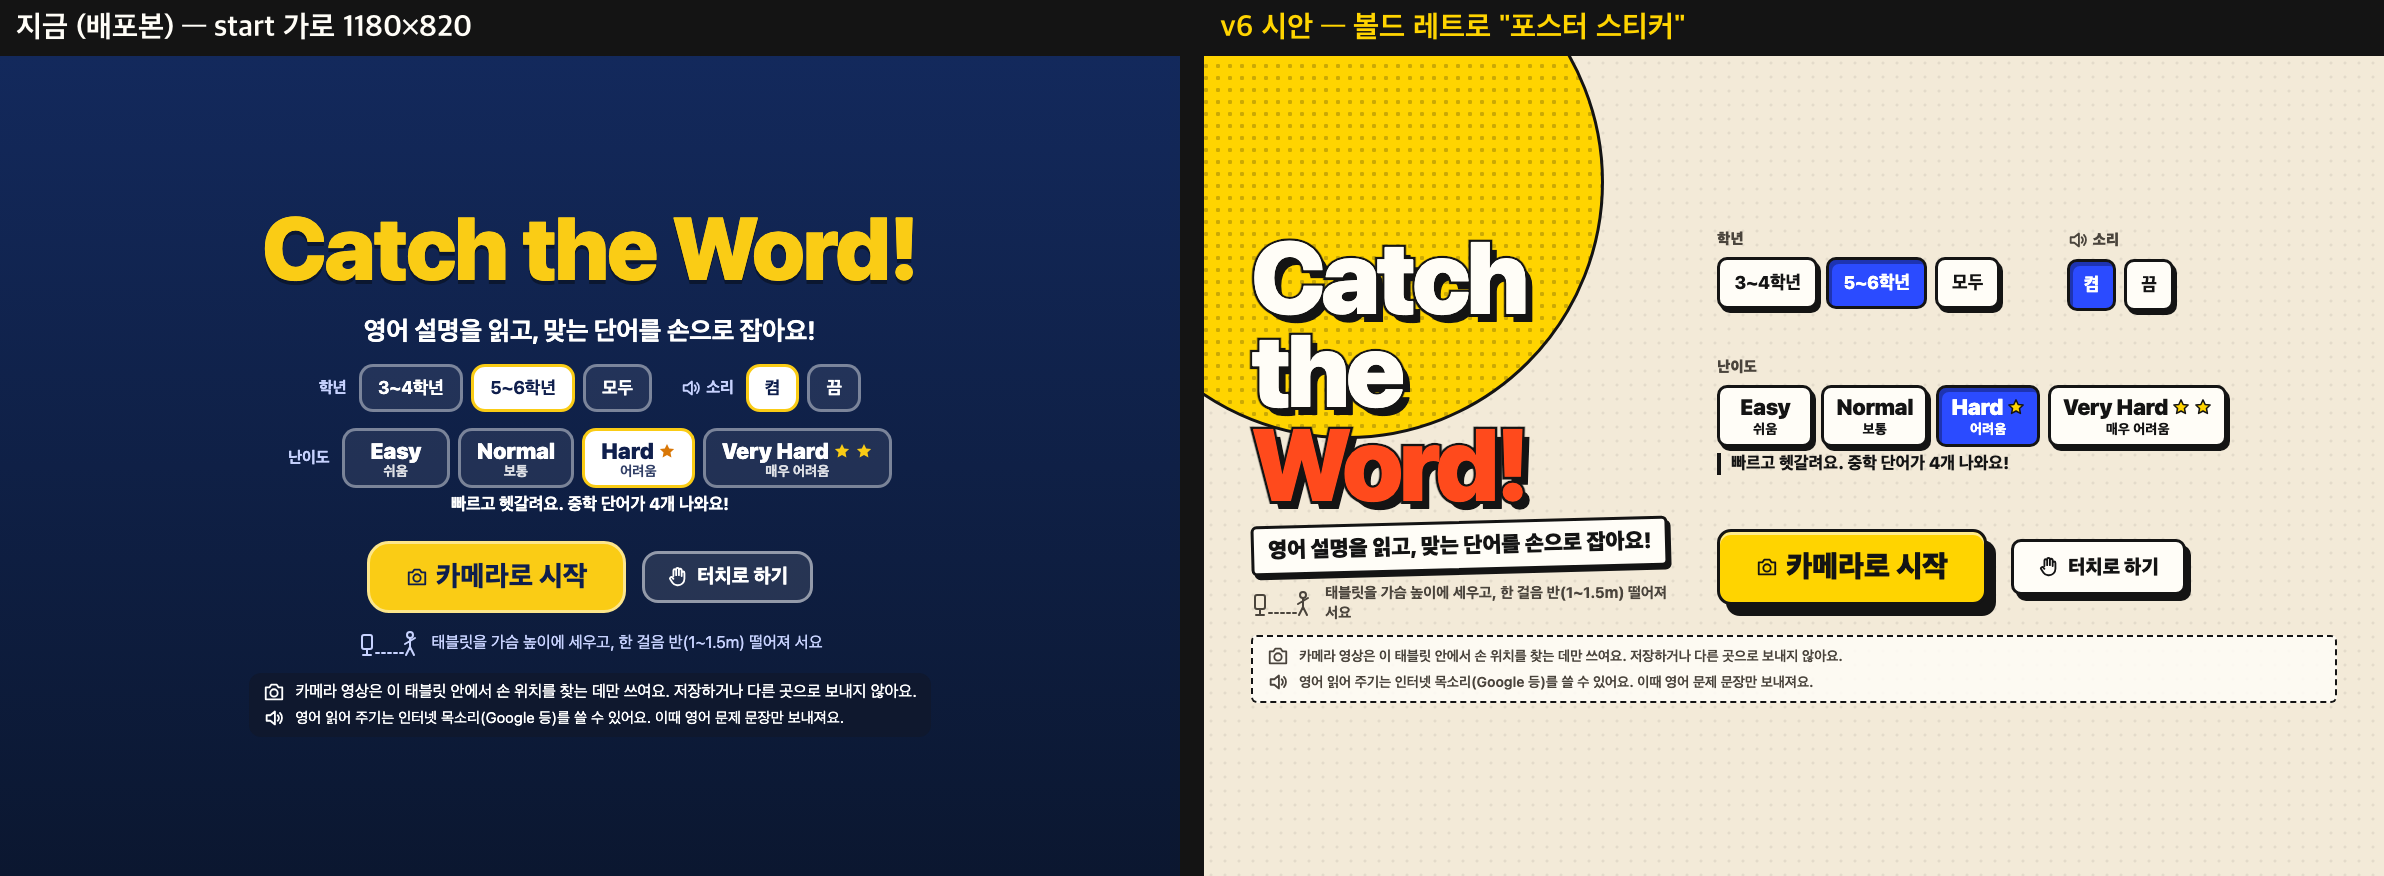 지금 (배포본) — start 가로 1180×820
Catch the Word!
영어 설명을 읽고, 맞는 단어를 손으로 잡아요!
학년 3~4학년 5~6학년 모두 소리 켬 끔
난이도 Easy 쉬움 Normal 보통 Hard 어려움 Very Hard 매우 어려움
빠르고 헷갈려요. 중학 단어가 4개 나와요!
카메라로 시작 터치로 하기
태블릿을 가슴 높이에 세우고, 한 걸음 반(1~1.5m) 떨어져 서요
카메라 영상은 이 태블릿 안에서 손 위치를 찾는 데만 쓰여요. 저장하거나 다른 곳으로 보내지 않아요.
영어 읽어 주기는 인터넷 목소리(Google 등)를 쓸 수 있어요. 이때 영어 문제 문장만 보내져요.
v6 시안 — 볼드 레트로 "포스터 스티커"
Catch
the
Word!
영어 설명을 읽고, 맞는 단어를 손으로 잡아요!
태블릿을 가슴 높이에 세우고, 한 걸음 반(1~1.5m) 떨어져
서요
학년 소리
3~4학년 5~6학년 모두 켬 끔
난이도
Easy Normal Hard Very Hard
쉬움 보통 어려움 매우 어려움
빠르고 헷갈려요. 중학 단어가 4개 나와요!
카메라로 시작 터치로 하기
카메라 영상은 이 태블릿 안에서 손 위치를 찾는 데만 쓰여요. 저장하거나 다른 곳으로 보내지 않아요.
영어 읽어 주기는 인터넷 목소리(Google 등)를 쓸 수 있어요. 이때 영어 문제 문장만 보내져요.